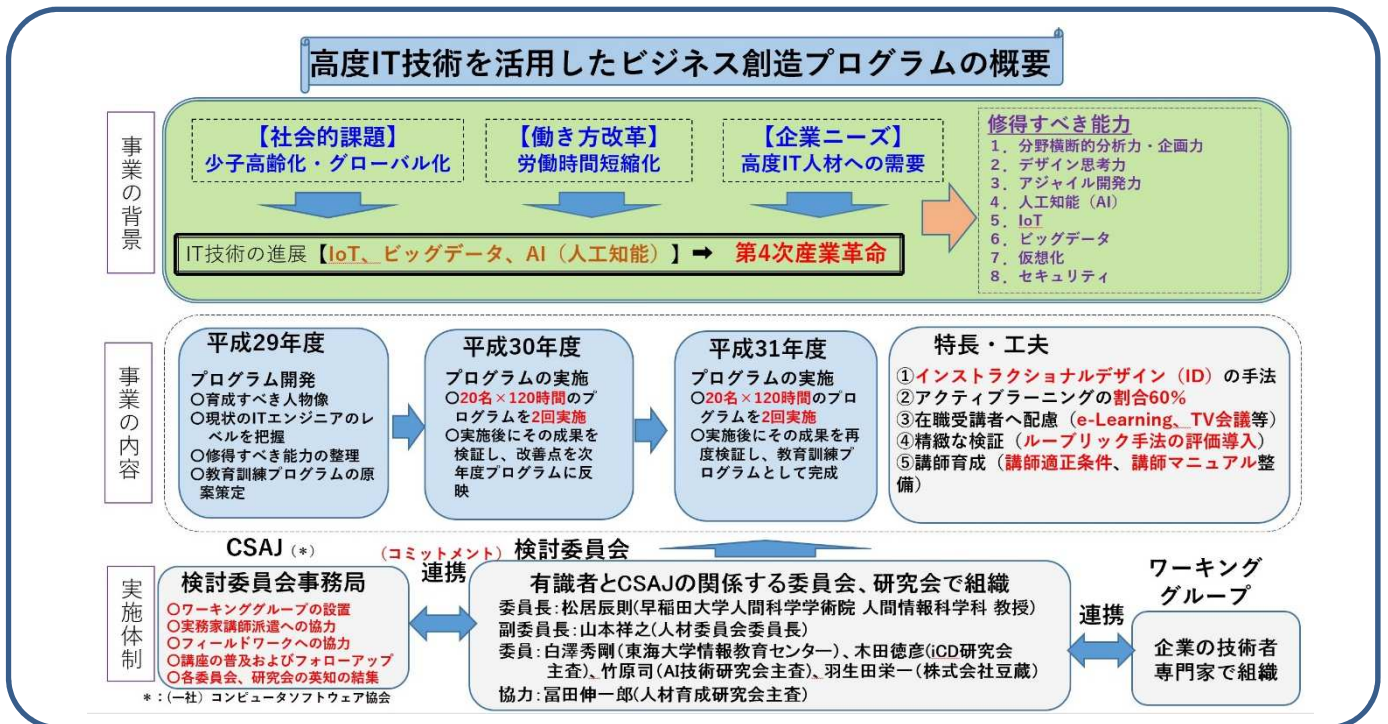 高度IT技術を活用したビジネス創造プログラムの概要
事業の背景
【社会的課題】
少子高齢化・グローバル化
【働き方改革】
労働時間短縮化
【企業ニーズ】
高度IT人材への需要
IT技術の進展【IoT、ビッグデータ、AI（人工知能）】➡ 第4次産業革命
修得すべき能力
1．分野横断的分析力・企画力
2．デザイン思考力
3．アジャイル開発力
4．人工知能（AI）
5．IoT
6．ビッグデータ
7．仮想化
8．セキュリティ
事業の内容
平成29年度
プログラム開発
〇育成すべき人物像
〇現状のITエンジニアのレ
ベルを把握
〇修得すべき能力の整理
〇教育訓練プログラムの原
案策定
平成30年度
プログラムの実施
〇20名×120時間のプ
ログラムを2回実施
〇実施後にその成果を
検証し、改善点を次
年度プログラムに反
映
平成31年度
プログラムの実施
〇20名×120時間のプロ
グラムを2回実施
〇実施後にその成果を再
度検証し、教育訓練プ
ログラムとして完成
特長・工夫
①インストラクショナルデザイン（ID）の手法
②アクティブラーニングの割合60%
③在職受講者へ配慮（e-Learning、TV会議等）
④精緻な検証（ルーブリック手法の評価導入）
⑤講師育成（講師適正条件、講師マニュアル整
備）
実施体制
CSAJ（*）
検討委員会事務局
〇ワーキンググループの設置
〇実務家講師派遣への協力
〇フィールドワークへの協力
〇講座の普及およびフォローアップ
〇各委員会、研究会の英知の結集
*：(一社）コンピュータソフトウェア協会
（コミットメント）
連携
検討委員会
有識者とCSAJの関係する委員会、研究会で組織
委員長：松居辰則(早稲田大学人間科学学術院 人間情報科学科 教授)
副委員長：山本祥之(人材委員会委員長)
委員：白澤秀剛(東海大学情報教育センター)、木田徳彦(iCD研究会
主査)、竹原司(AI技術研究会主査)、羽生田栄一(株式会社豆蔵)
協力：冨田伸一郎(人材育成研究会主査)
連携
ワーキング
グループ
企業の技術者
専門家で組織